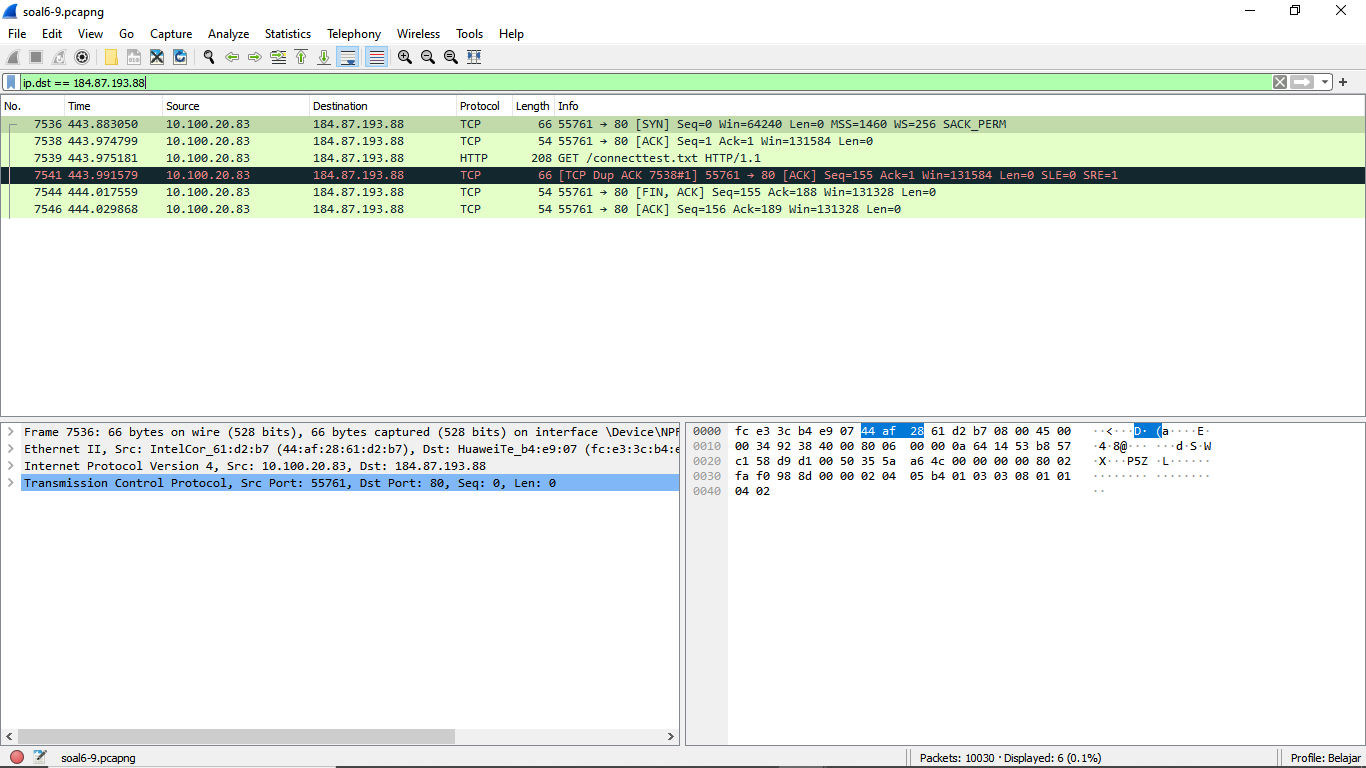 soal6-9.pcapng
File Edit View Go Capture Analyze Statistics Telephony Wireless Tools Help
ip.dst == 184.87.193.88
No. Time Source Destination Protocol Length Info
7536 443.883050 10.100.20.83 184.87.193.88 TCP 66 55761 → 80 [SYN] Seq=0 Win=64240 Len=0 MSS=1460 WS=256 SACK_PERM
7538 443.974799 10.100.20.83 184.87.193.88 TCP 54 55761 → 80 [ACK] Seq=1 Ack=1 Win=131584 Len=0
7539 443.975181 10.100.20.83 184.87.193.88 HTTP 208 GET /connecttest.txt HTTP/1.1
7541 443.991579 10.100.20.83 184.87.193.88 TCP 66 [TCP Dup ACK 7538#1] 55761 → 80 [ACK] Seq=155 Ack=1 Win=131584 Len=0 SLE=0 SRE=1
7544 444.017559 10.100.20.83 184.87.193.88 TCP 54 55761 → 80 [FIN, ACK] Seq=155 Ack=188 Win=131328 Len=0
7546 444.029868 10.100.20.83 184.87.193.88 TCP 54 55761 → 80 [ACK] Seq=156 Ack=189 Win=131328 Len=0
Frame 7536: 66 bytes on wire (528 bits), 66 bytes captured (528 bits) on interface \Device\NPF
Ethernet II, Src: IntelCor_61:d2:b7 (44:af:28:61:d2:b7), Dst: HuaweiTe_b4:e9:07 (fc:e3:3c:b4:e
Internet Protocol Version 4, Src: 10.100.20.83, Dst: 184.87.193.88
Transmission Control Protocol, Src Port: 55761, Dst Port: 80, Seq: 0, Len: 0
0000 fc e3 3c b4 e9 07 44 af 28 61 d2 b7 08 00 45 00 ··<···D· (a····E·
0010 00 34 92 38 40 00 80 06 00 00 0a 64 14 53 b8 57 ·4·8@··· ···d·S·W
0020 c1 58 d9 d1 00 50 35 5a a6 4c 00 00 00 00 80 02 ·X···P5Z ·L······
0030 fa f0 98 8d 00 00 02 04 05 b4 01 03 03 08 01 01 ········ ········
0040 04 02 ··
soal6-9.pcapng Packets: 10030 · Displayed: 6 (0.1%) Profile: Belajar